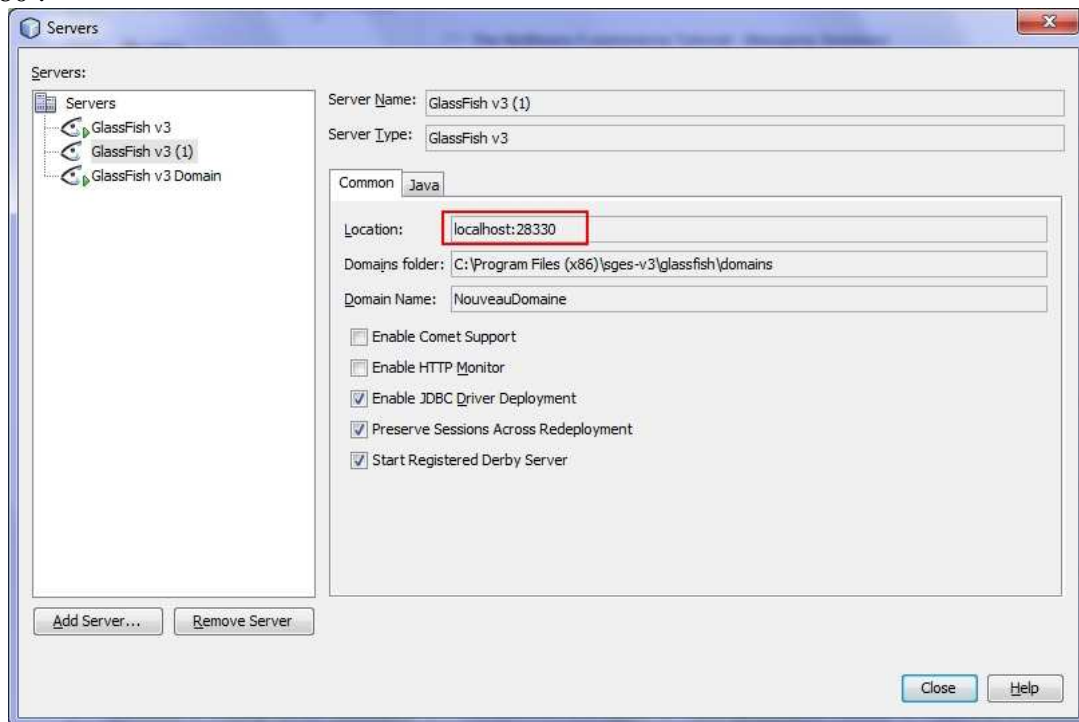 Servers
Servers:
Servers
GlassFish v3
GlassFish v3 (1)
GlassFish v3 Domain
Add Server...
Remove Server
Server Name: GlassFish v3 (1)
Server Type: GlassFish v3
Common Java
Location: localhost:28330
Domains folder: C:\Program Files (x86)\sges-v3\glassfish\domains
Domain Name: NouveauDomaine
Enable Comet Support
Enable HTTP Monitor
Enable JDBC Driver Deployment
Preserve Sessions Across Redeployment
Start Registered Derby Server
Close Help